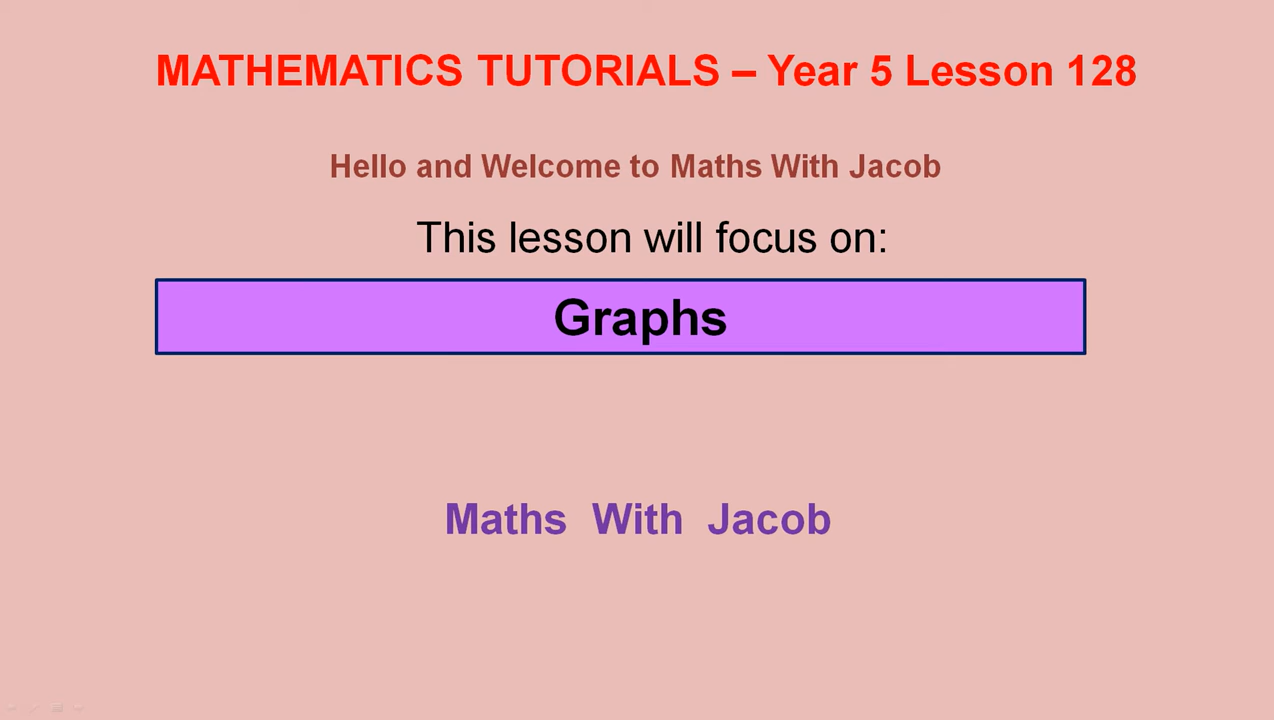 MATHEMATICS TUTORIALS – Year 5 Lesson 128
Hello and Welcome to Maths With Jacob
This lesson will focus on:
Graphs
Maths With Jacob